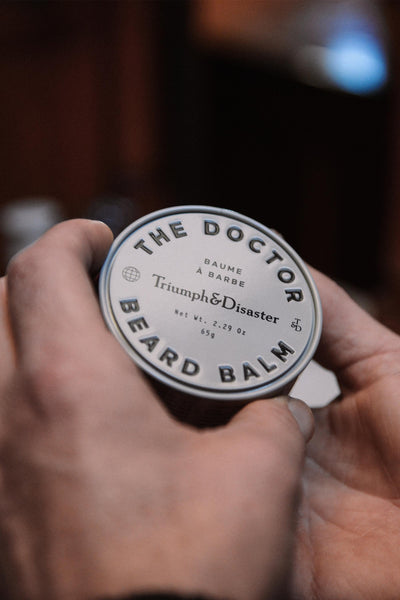 THE DOCTOR
BAUME
À BARBE
Triumph&Disaster
Net Wt. 2.29 Oz
65g
T&D
BEARD BALM